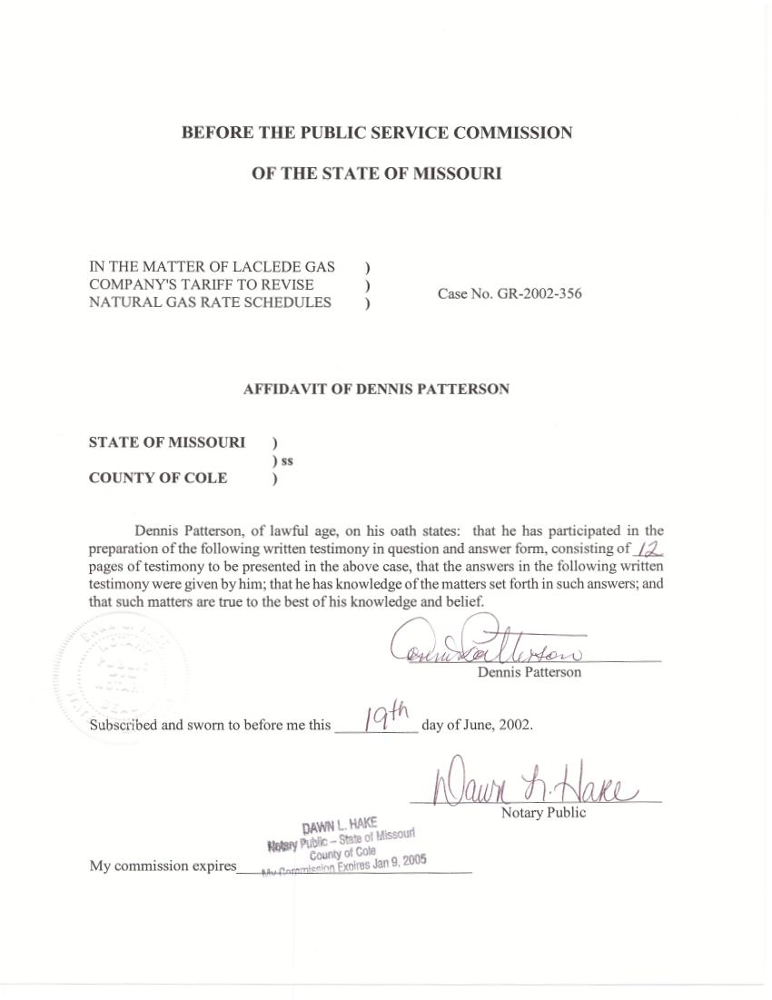 BEFORE THE PUBLIC SERVICE COMMISSION
OF THE STATE OF MISSOURI
IN THE MATTER OF LACLEDE GAS )
COMPANY'S TARIFF TO REVISE )
NATURAL GAS RATE SCHEDULES )
Case No. GR-2002-356
AFFIDAVIT OF DENNIS PATTERSON
STATE OF MISSOURI )
) ss
COUNTY OF COLE )
Dennis Patterson, of lawful age, on his oath states: that he has participated in the
preparation of the following written testimony in question and answer form, consisting of 12
pages of testimony to be presented in the above case, that the answers in the following written
testimony were given by him; that he has knowledge of the matters set forth in such answers; and
that such matters are true to the best of his knowledge and belief.
Dennis Patterson
Dennis Patterson
Subscribed and sworn to before me this 19th day of June, 2002.
Dawn L. Hake
Notary Public
DAWN L. HAKE
Notary Public – State of Missouri
County of Cole
My Commission Expires Jan 9, 2005
My commission expires
NOTARY
PUBLIC
SEAL